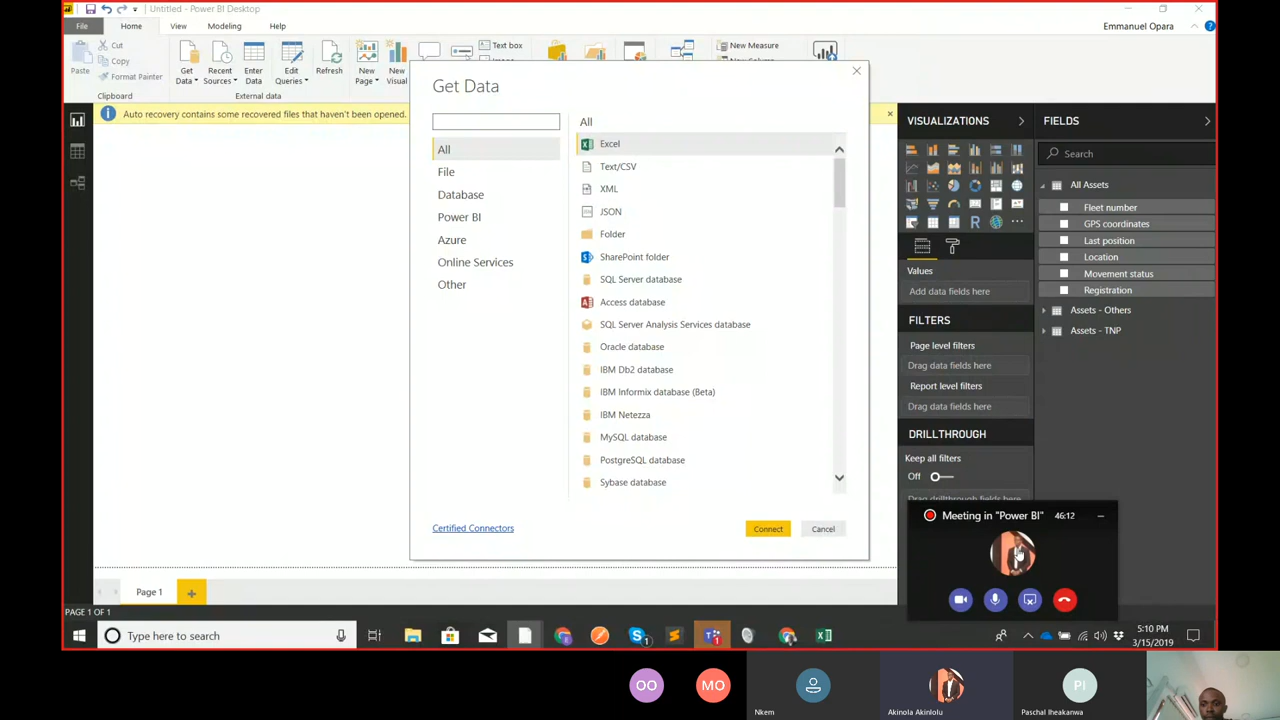 Untitled - Power BI Desktop
File
Home
View
Modeling
Help
Emmanuel Opara
Paste
Cut
Copy
Format Painter
Clipboard
Get Data
Recent Sources
Enter Data
Edit Queries
Refresh
External data
New Page
New Visual
Text box
New Measure
Auto recovery contains some recovered files that haven't been opened.
Get Data
All
File
Database
Power BI
Azure
Online Services
Other
All
Excel
Text/CSV
XML
JSON
Folder
SharePoint folder
SQL Server database
Access database
SQL Server Analysis Services database
Oracle database
IBM Db2 database
IBM Informix database (Beta)
IBM Netezza
MySQL database
PostgreSQL database
Sybase database
Certified Connectors
Connect
Cancel
VISUALIZATIONS
Values
Add data fields here
FILTERS
Page level filters
Drag data fields here
Report level filters
Drag data fields here
DRILLTHROUGH
Keep all filters
Off
Drag drillthrough fields here
FIELDS
Search
All Assets
Fleet number
GPS coordinates
Last position
Location
Movement status
Registration
Assets - Others
Assets - TNP
Meeting in "Power BI"
46:12
Page 1
PAGE 1 OF 1
Type here to search
5:10 PM
3/15/2019
OO
MO
Nkem
Akinola Akinlolu
PI
Paschal Iheakanwa